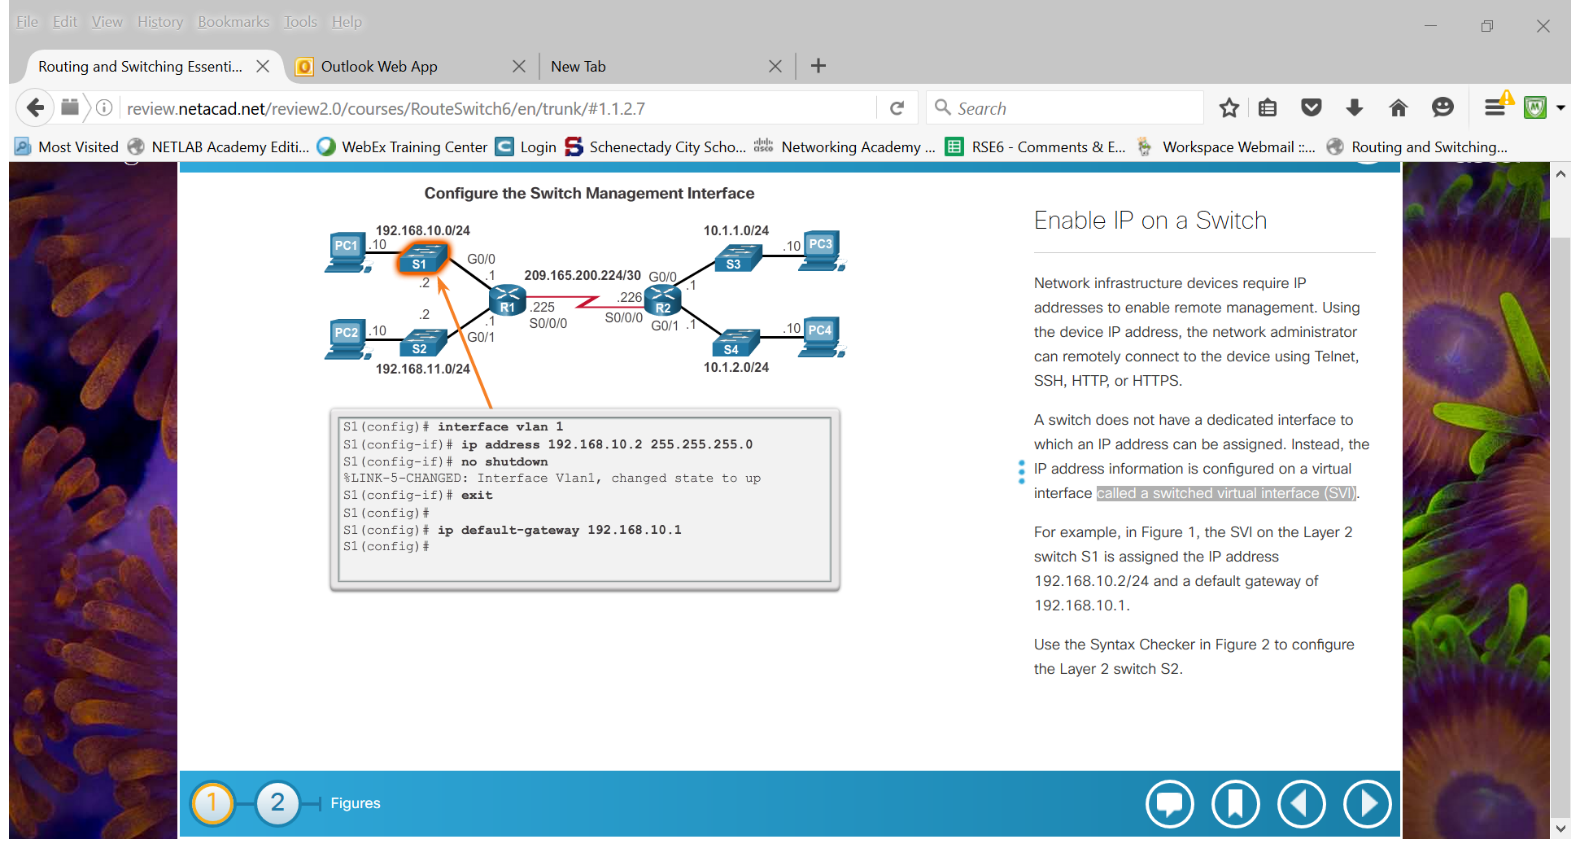 File Edit View History Bookmarks Tools Help
Routing and Switching Essenti...
Outlook Web App
New Tab
review.netacad.net/review2.0/courses/RouteSwitch6/en/trunk/#1.1.2.7
Search
Most Visited
NETLAB Academy Editi...
WebEx Training Center
Login
Schenectady City Scho...
Networking Academy ...
RSE6 - Comments & E...
Workspace Webmail ::...
Routing and Switching...
Configure the Switch Management Interface
192.168.10.0/24
PC1
.10
S1
.2
G0/0
.1
209.165.200.224/30
R1
.225
S0/0/0
.226
S0/0/0
R2
G0/0
.1
10.1.1.0/24
S3
.10
PC3
PC2
.10
S2
.2
.1
G0/1
192.168.11.0/24
G0/1
.1
S4
.10
PC4
10.1.2.0/24
S1(config)# interface vlan 1
S1(config-if)# ip address 192.168.10.2 255.255.255.0
S1(config-if)# no shutdown
%LINK-5-CHANGED: Interface Vlan1, changed state to up
S1(config-if)# exit
S1(config)#
S1(config)# ip default-gateway 192.168.10.1
S1(config)#
Enable IP on a Switch
Network infrastructure devices require IP
addresses to enable remote management. Using
the device IP address, the network administrator
can remotely connect to the device using Telnet,
SSH, HTTP, or HTTPS.
A switch does not have a dedicated interface to
which an IP address can be assigned. Instead, the
IP address information is configured on a virtual
interface called a switched virtual interface (SVI).
For example, in Figure 1, the SVI on the Layer 2
switch S1 is assigned the IP address
192.168.10.2/24 and a default gateway of
192.168.10.1.
Use the Syntax Checker in Figure 2 to configure
the Layer 2 switch S2.
1
2
Figures